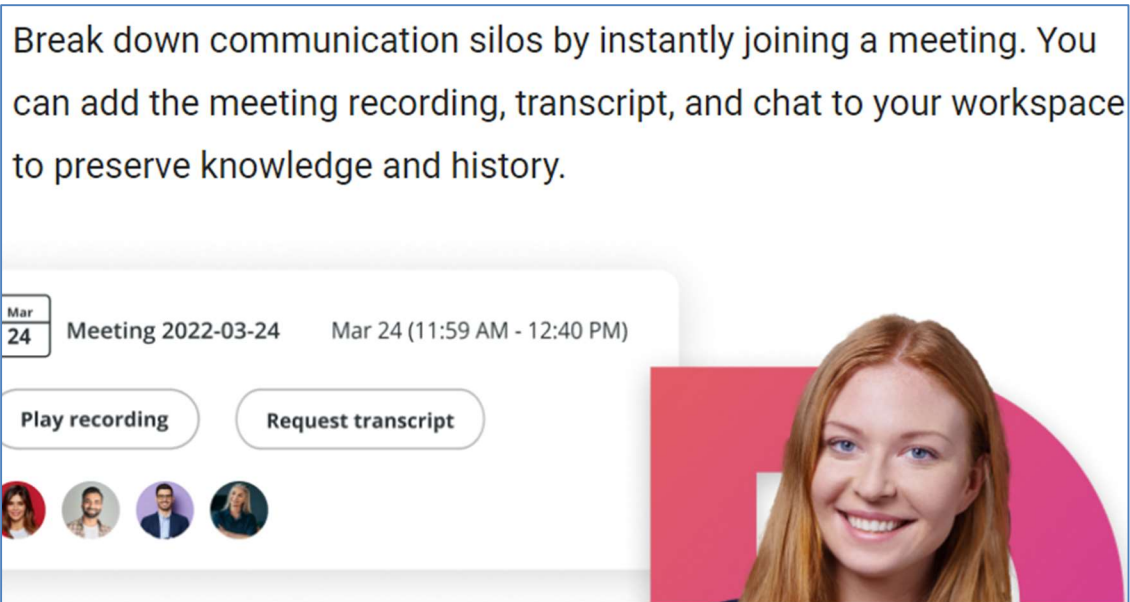 Break down communication silos by instantly joining a meeting. You
can add the meeting recording, transcript, and chat to your workspace
to preserve knowledge and history.
Mar
24
Meeting 2022-03-24
Mar 24 (11:59 AM - 12:40 PM)
Play recording
Request transcript